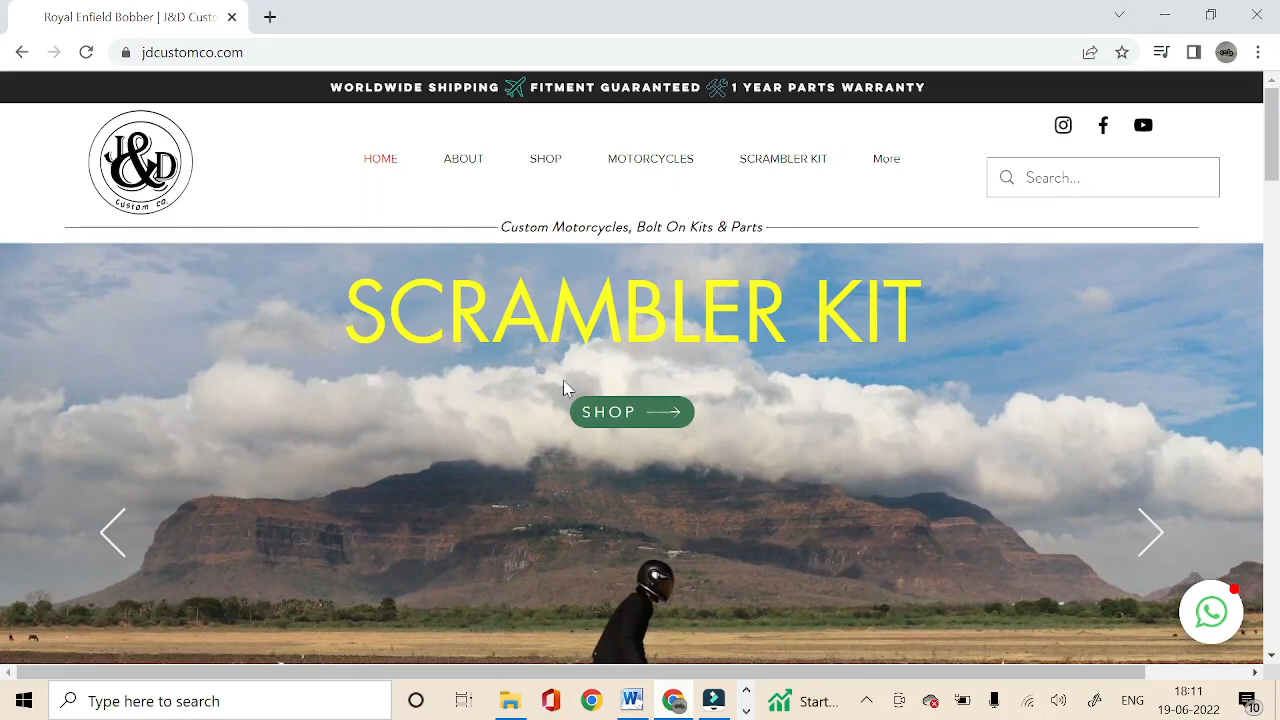 Royal Enfield Bobber | J&D Custo
jdcustomco.com
WORLDWIDE SHIPPING FITMENT GUARANTEED 1 YEAR PARTS WARRANTY
J&D
custom co.
HOME ABOUT SHOP MOTORCYCLES SCRAMBLER KIT More
Search...
Custom Motorcycles, Bolt On Kits & Parts
SCRAMBLER KIT
SHOP
Type here to search
Start...
ENG
18:11
19-06-2022
10